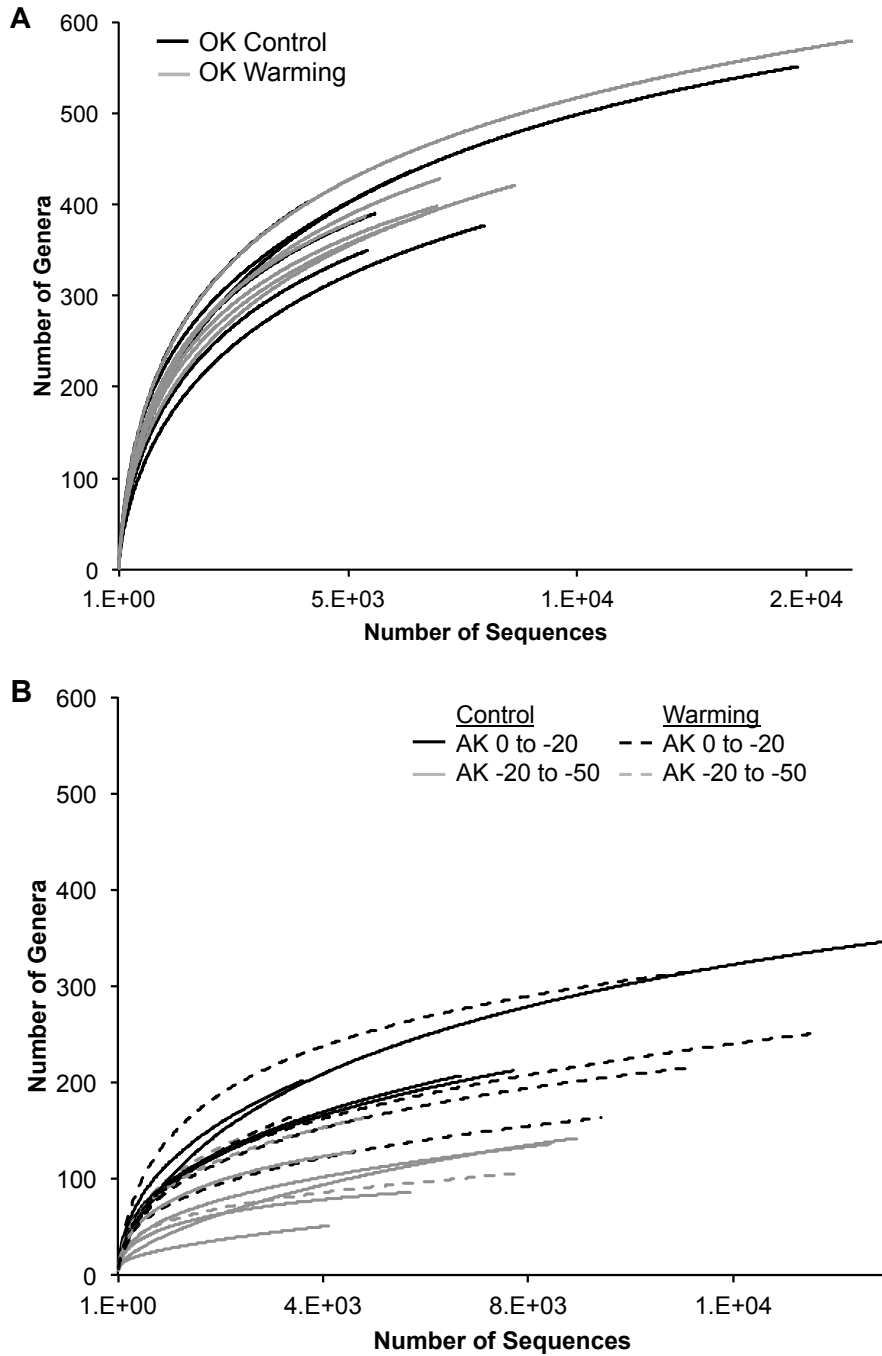 A
600
OK Control
OK Warming
500
400
300
200
100
0
Number of Genera
1.E+00 5.E+03 1.E+04 2.E+04
Number of Sequences
B
600
Control Warming
AK 0 to -20 AK 0 to -20
AK -20 to -50 AK -20 to -50
500
400
300
200
100
0
Number of Genera
1.E+00 4.E+03 8.E+03 1.E+04
Number of Sequences